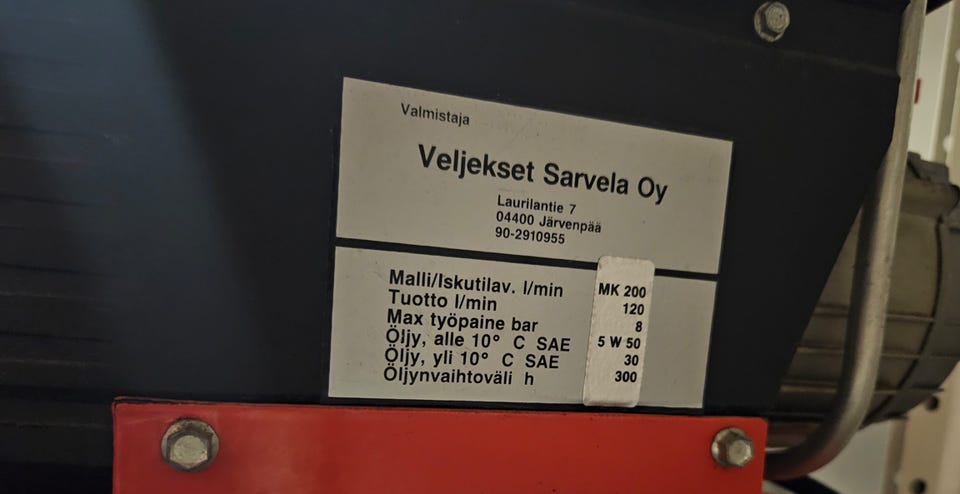 Valmistaja
Veljekset Sarvela Oy
Laurilantie 7
04400 Järvenpää
90-2910955
Malli/Iskutilav. l/min MK 200
Tuotto l/min 120
Max työpaine bar 8
Öljy, alle 10° C SAE 5 W 50
Öljy, yli 10° C SAE 30
Öljynvaihtoväli h 300